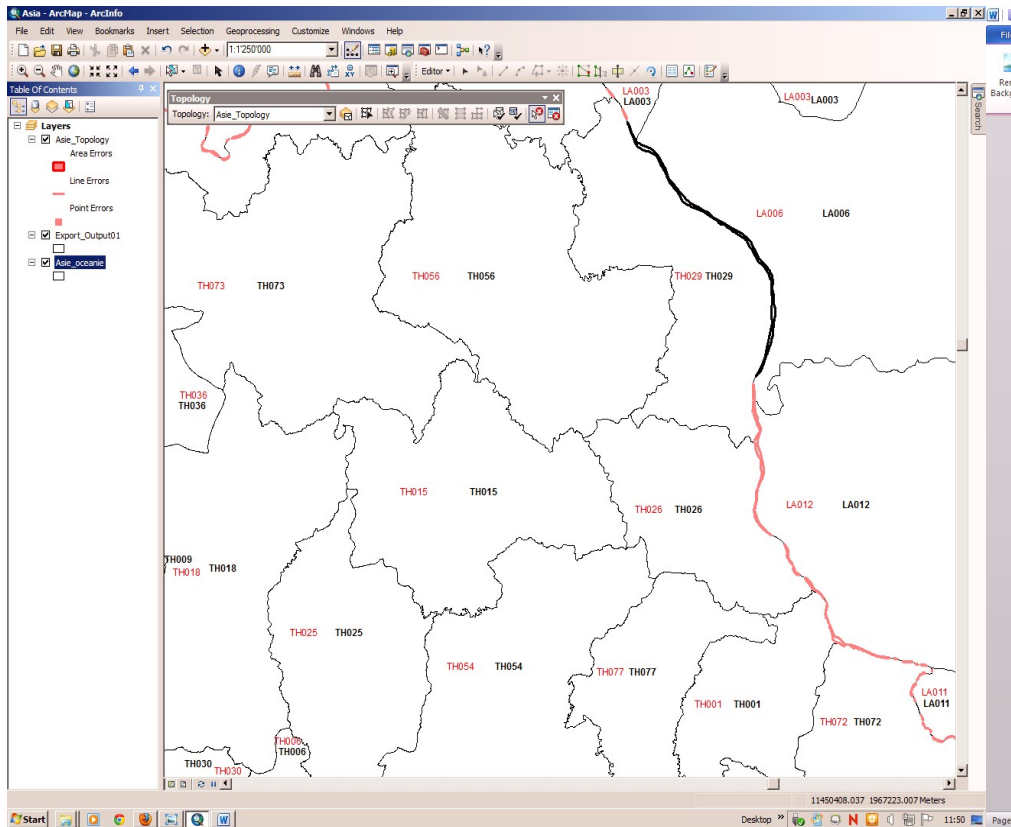 Asia - ArcMap - ArcInfo
File Edit View Bookmarks Insert Selection Geoprocessing Customize Windows Help
1:1'250'000
Editor
Table Of Contents
Layers
Asie_Topology
Area Errors
Line Errors
Point Errors
Export_Output01
Asie_oceanie
Topology
Topology: Asie_Topology
Search
File
LA003
LA003
LA003 LA003
LA006 LA006
TH073 TH073
TH056 TH056
TH029 TH029
TH036
TH036
TH015 TH015
TH026 TH026
LA012 LA012
TH009
TH018 TH018
TH025 TH025
TH054 TH054
TH077 TH077
TH001 TH001
TH072 TH072
LA011
LA011
TH006
TH006
TH030
TH030
11450408.037 1967223.007 Meters
Start
Desktop
11:50
Page